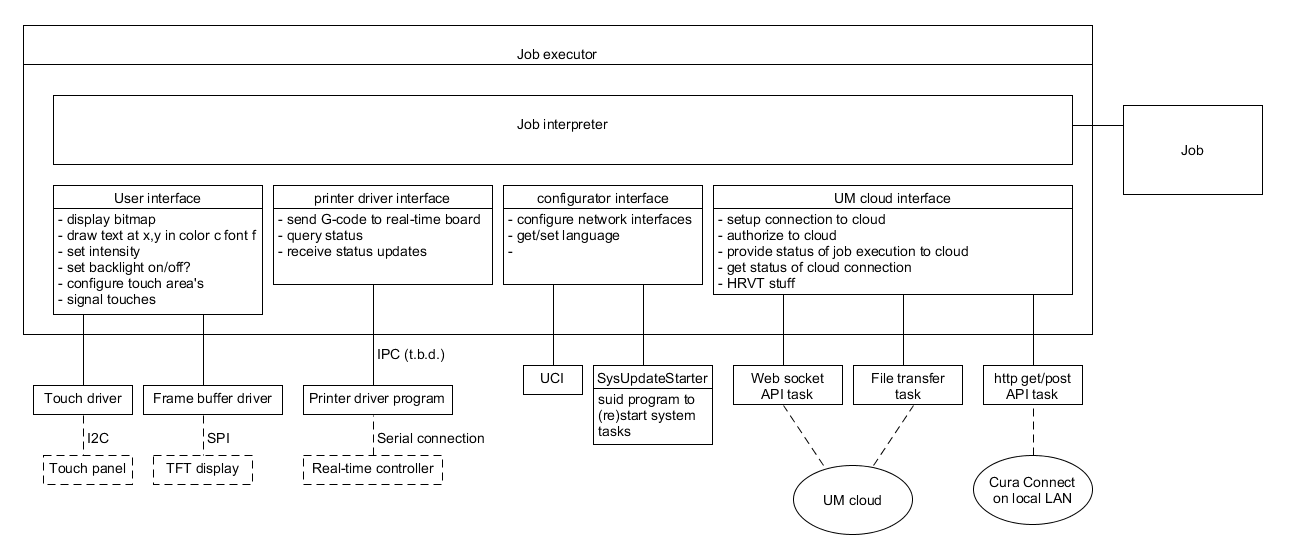 Job executor
Job interpreter
Job
User interface
- display bitmap
- draw text at x,y in color c font f
- set intensity
- set backlight on/off?
- configure touch area's
- signal touches
printer driver interface
- send G-code to real-time board
- query status
- receive status updates
configurator interface
- configure network interfaces
- get/set language
-
UM cloud interface
- setup connection to cloud
- authorize to cloud
- provide status of job execution to cloud
- get status of cloud connection
- HRVT stuff
IPC (t.b.d.)
Touch driver
Frame buffer driver
Printer driver program
UCI
SysUpdateStarter
suid program to
(re)start system
tasks
Web socket
API task
File transfer
task
http get/post
API task
I2C
SPI
Serial connection
Touch panel
TFT display
Real-time controller
UM cloud
Cura Connect
on local LAN